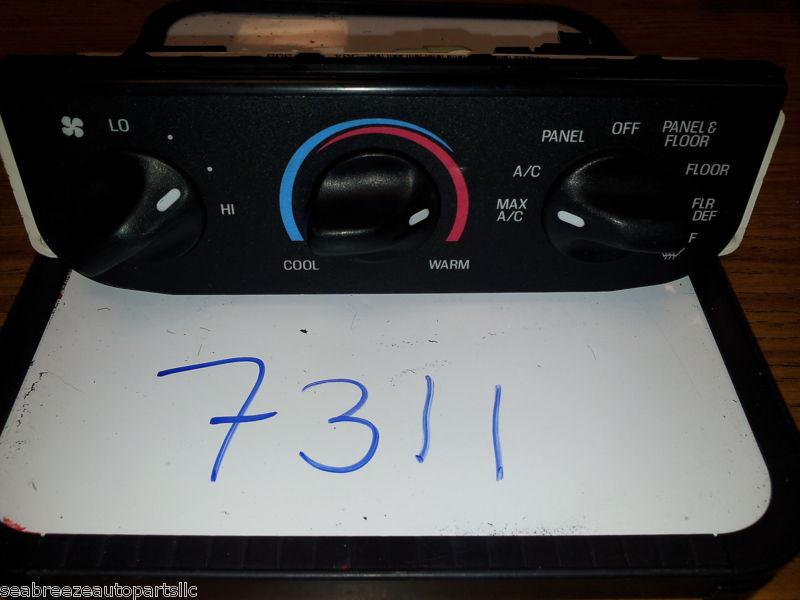 LO
HI
COOL
WARM
MAX
A/C
A/C
PANEL
OFF
PANEL &
FLOOR
FLOOR
FLR
DEF
F
7311
seabreezeautopartsllc